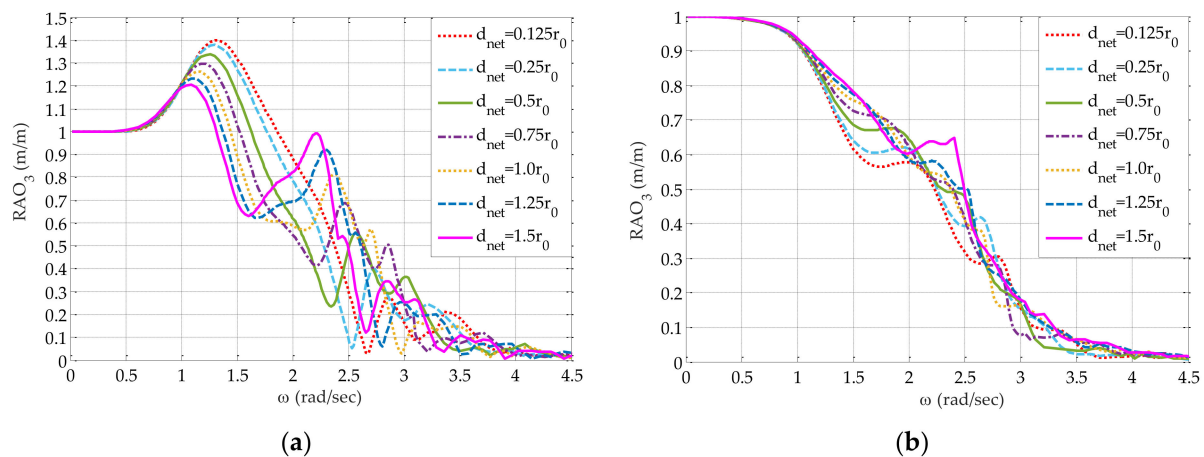 1.5
1.4
1.3
1.2
1.1
1
0.9
0.8
0.7
0.6
0.5
0.4
0.3
0.2
0.1
0
RAO3 (m/m)
dnet=0.125r0
dnet=0.25r0
dnet=0.5r0
dnet=0.75r0
dnet=1.0r0
dnet=1.25r0
dnet=1.5r0
0 0.5 1 1.5 2 2.5 3 3.5 4 4.5
ω (rad/sec)
(a)
1
0.9
0.8
0.7
0.6
0.5
0.4
0.3
0.2
0.1
0
RAO3 (m/m)
dnet=0.125r0
dnet=0.25r0
dnet=0.5r0
dnet=0.75r0
dnet=1.0r0
dnet=1.25r0
dnet=1.5r0
0 0.5 1 1.5 2 2.5 3 3.5 4 4.5
ω (rad/sec)
(b)